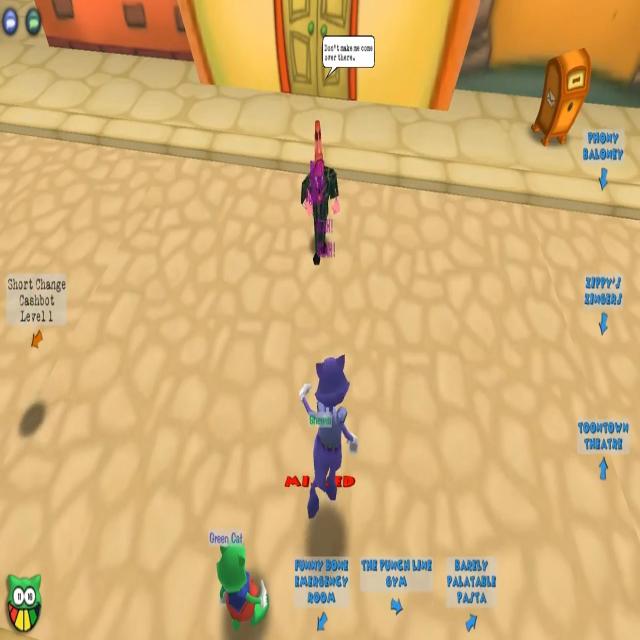 Don't make me come
over there.
PHONY
BALONEY
Short Change
Cashbot
Level 1
ZIPPY'S
ZINGERS
TOONTOWN
THEATRE
MISSED
Green Cat
FUNNY BONE
EMERGENCY
ROOM
THE PUNCH LINE
GYM
BARELY
PALATABLE
PASTA